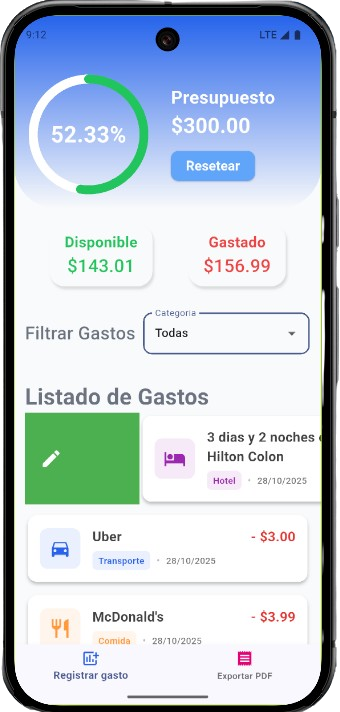 9:12
LTE
52.33%
Presupuesto
$300.00
Resetear
Disponible
$143.01
Gastado
$156.99
Filtrar Gastos
Categoria
Todas
Listado de Gastos
3 dias y 2 noches
Hilton Colon
Hotel • 28/10/2025
Uber
- $3.00
Transporte • 28/10/2025
McDonald's
- $3.99
Comida • 28/10/2025
Registrar gasto
Exportar PDF